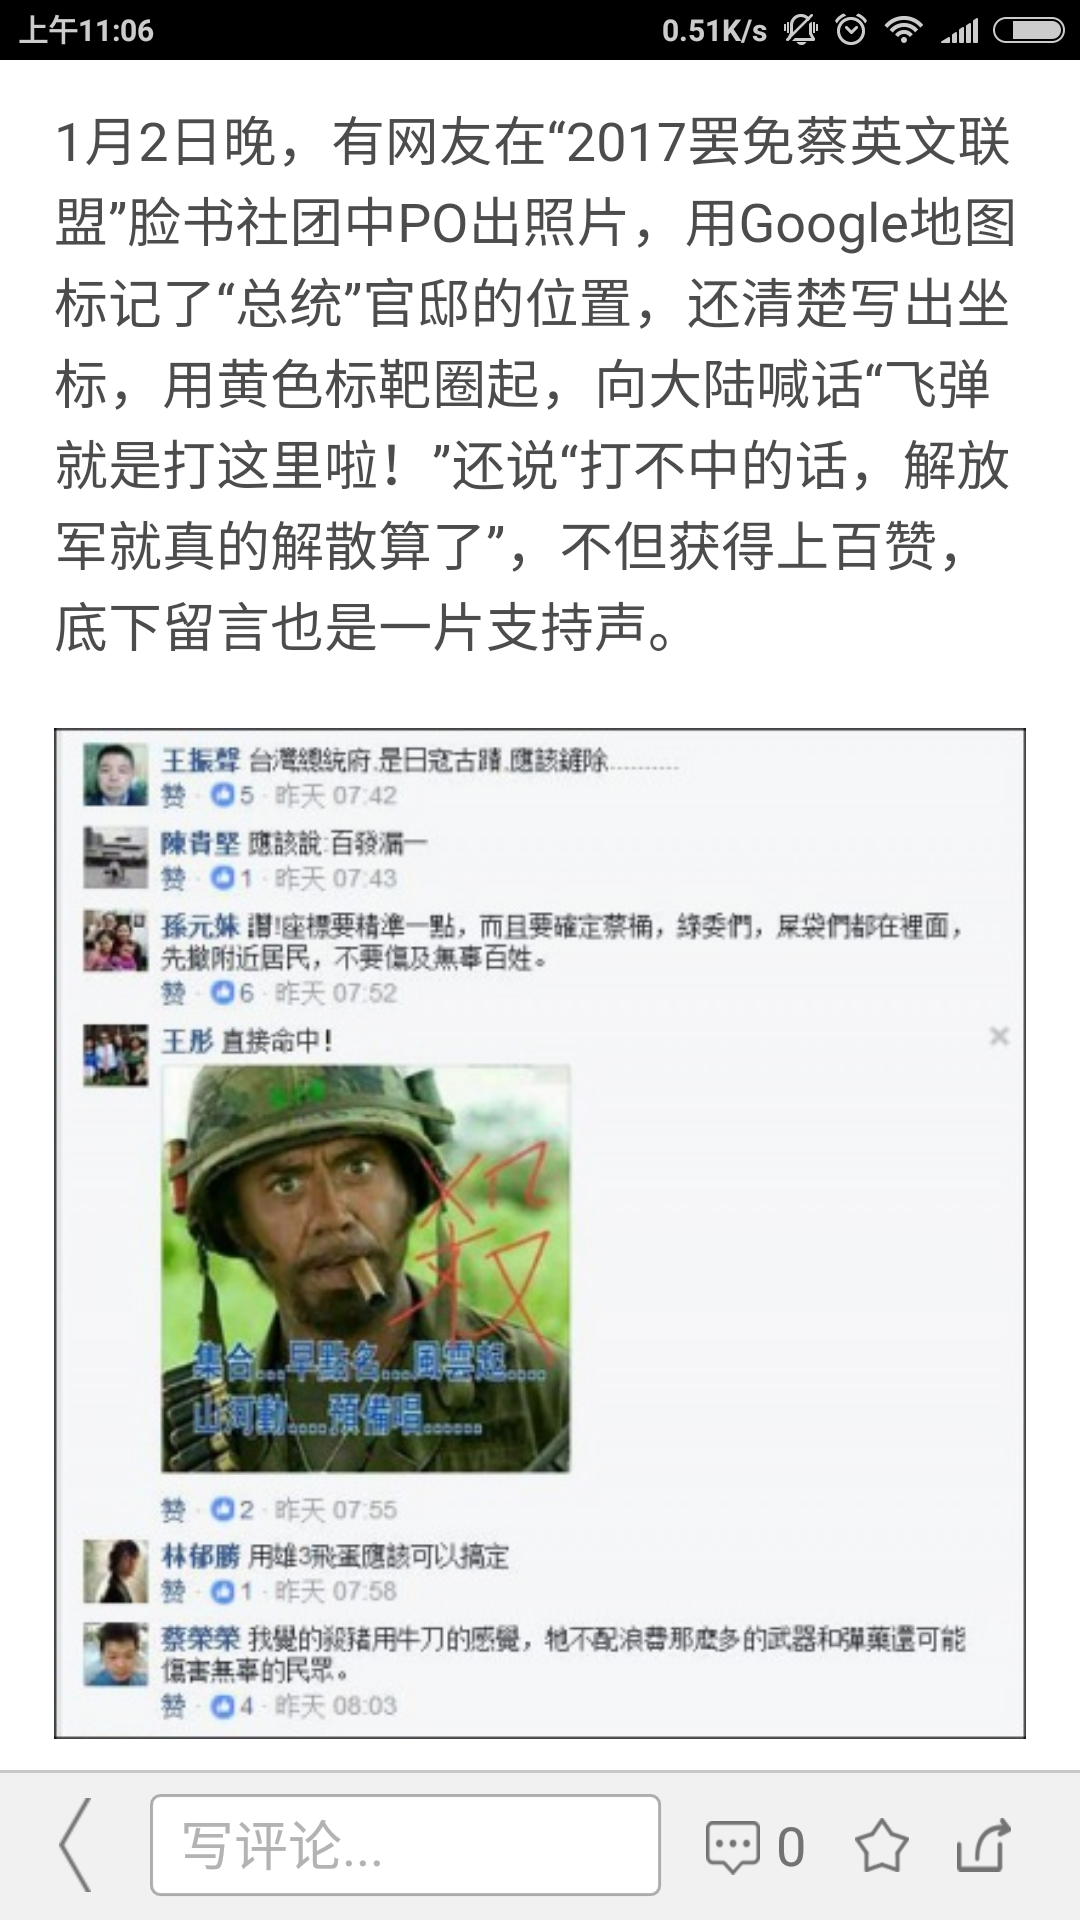 上午11:06
0.51K/s
1月2日晚，有网友在“2017罢免蔡英文联
盟”脸书社团中PO出照片，用Google地图
标记了“总统”官邸的位置，还清楚写出坐
标，用黄色标靶圈起，向大陆喊话“飞弹
就是打这里啦！”还说“打不中的话，解放
军就真的解散算了”，不但获得上百赞，
底下留言也是一片支持声。
王振聲 台灣總統府.是日寇古蹟.應該鏟除..........
赞 · 5 · 昨天 07:42
陳貴堅 應該說:百發漏一
赞 · 1 · 昨天 07:43
孫元妹 讚!座標要精準一點，而且要確定蔡桶，綠委們，屎袋們都在裡面，
先撤附近居民，不要傷及無辜百姓。
赞 · 6 · 昨天 07:52
王彤 直接命中!
殺
集合...早點名...風雲起....
山河動....預備唱......
赞 · 2 · 昨天 07:55
林郁勝 用雄3飛蛋應該可以搞定
赞 · 1 · 昨天 07:58
蔡榮榮 我覺的殺豬用牛刀的感覺，牠不配浪費那麼多的武器和彈藥還可能
傷害無辜的民眾。
赞 · 4 · 昨天 08:03
写评论...
0